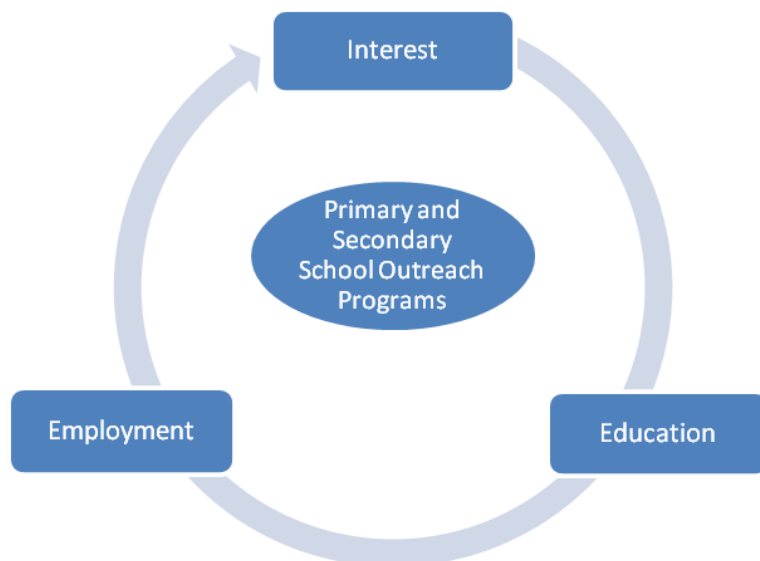 Interest
Primary and
Secondary
School Outreach
Programs
Employment
Education